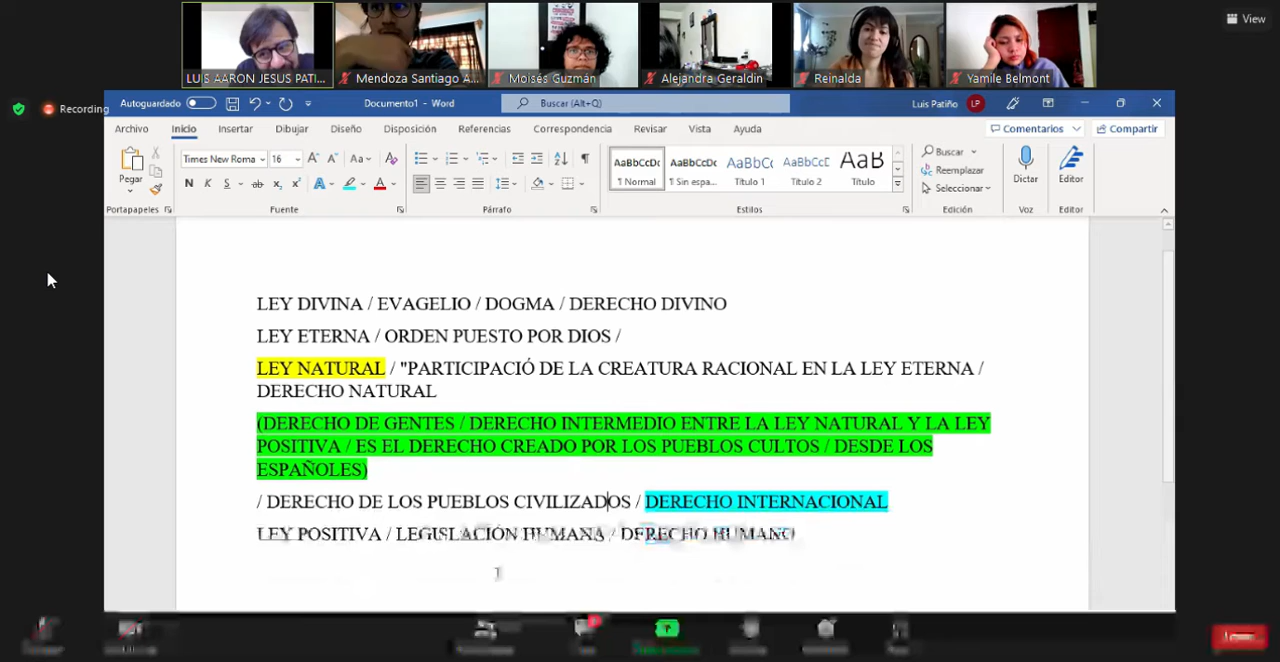 View
LUIS AARON JESUS PATI...
Mendoza Santiago A...
Moisés Guzmán
Alejandra Geraldin
Reinalda
Yamile Belmont
Recording
Autoguardado
Documento1 - Word
Buscar (Alt+Q)
Luis Patiño LP
Archivo Inicio Insertar Dibujar Diseño Disposición Referencias Correspondencia Revisar Vista Ayuda Comentarios Compartir
Pegar
Times New Roma 16
Aa
N K S ab x₂ x² A A
AaBbCcDc AaBbCcDc AaBbCc AaBbCcD AaB
¶ Normal ¶ Sin espa... Título 1 Título 2 Título
Buscar
Reemplazar
Seleccionar
Dictar
Editor
Portapapeles Fuente Párrafo Estilos Edición Voz Editor
LEY DIVINA / EVAGELIO / DOGMA / DERECHO DIVINO
LEY ETERNA / ORDEN PUESTO POR DIOS /
LEY NATURAL / "PARTICIPACIÓ DE LA CREATURA RACIONAL EN LA LEY ETERNA /
DERECHO NATURAL
(DERECHO DE GENTES / DERECHO INTERMEDIO ENTRE LA LEY NATURAL Y LA LEY
POSITIVA / ES EL DERECHO CREADO POR LOS PUEBLOS CULTOS / DESDE LOS
ESPAÑOLES)
/ DERECHO DE LOS PUEBLOS CIVILIZADOS / DERECHO INTERNACIONAL
LEY POSITIVA / LEGISLACIÓN HUMANA / DERECHO HUMANO